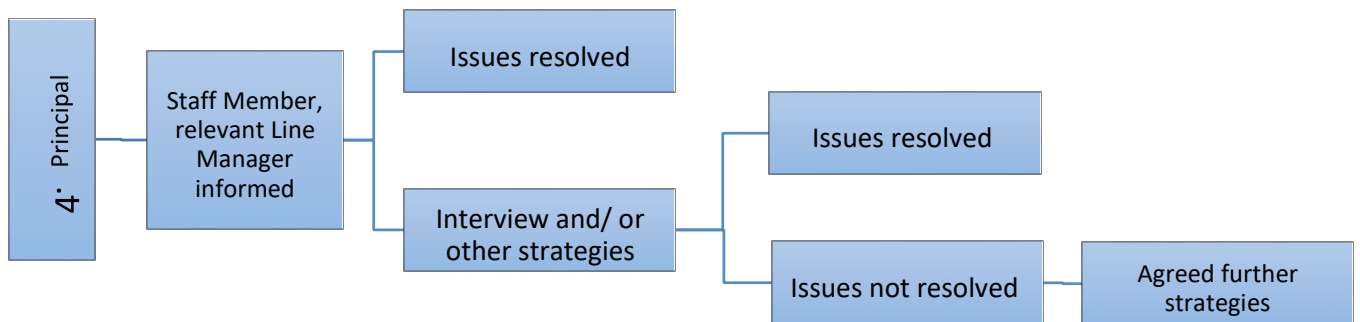 4. Principal
Staff Member,
relevant Line
Manager
informed
Issues resolved
Interview and/ or
other strategies
Issues resolved
Issues not resolved
Agreed further
strategies